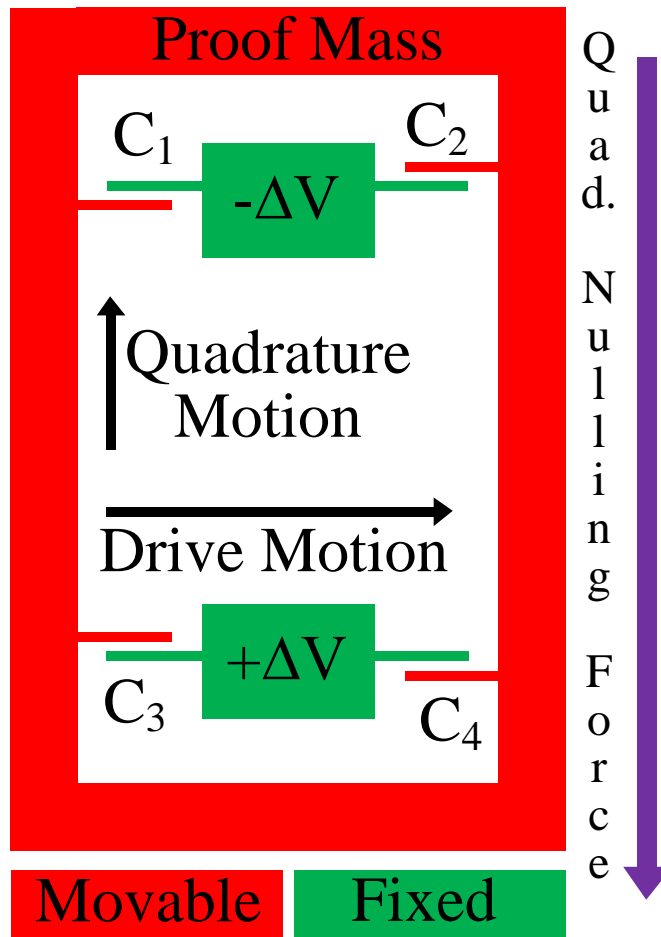 Proof Mass
C₁
C₂
-ΔV
Quadrature
Motion
Drive Motion
+ΔV
C₃
C₄
Quad. Nulling Force
Movable
Fixed